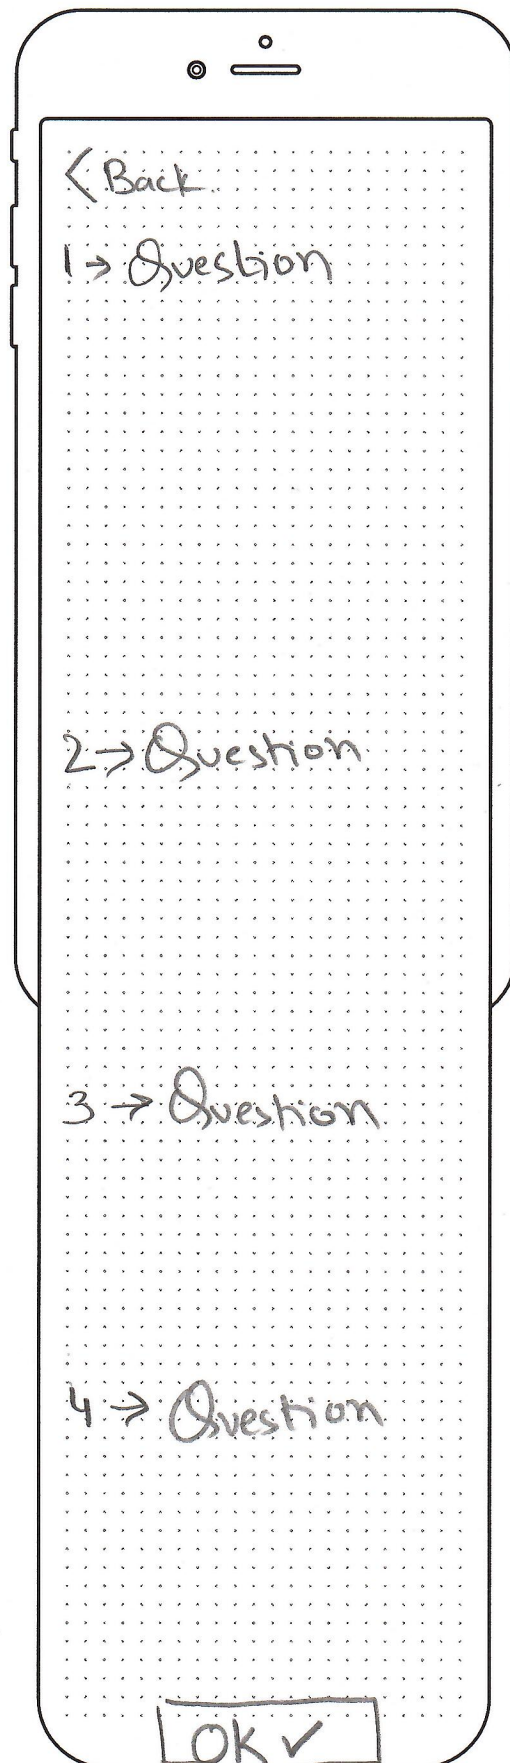 < Back
1 → Question
2 → Question
3 → Question
4 → Question
OK ✓